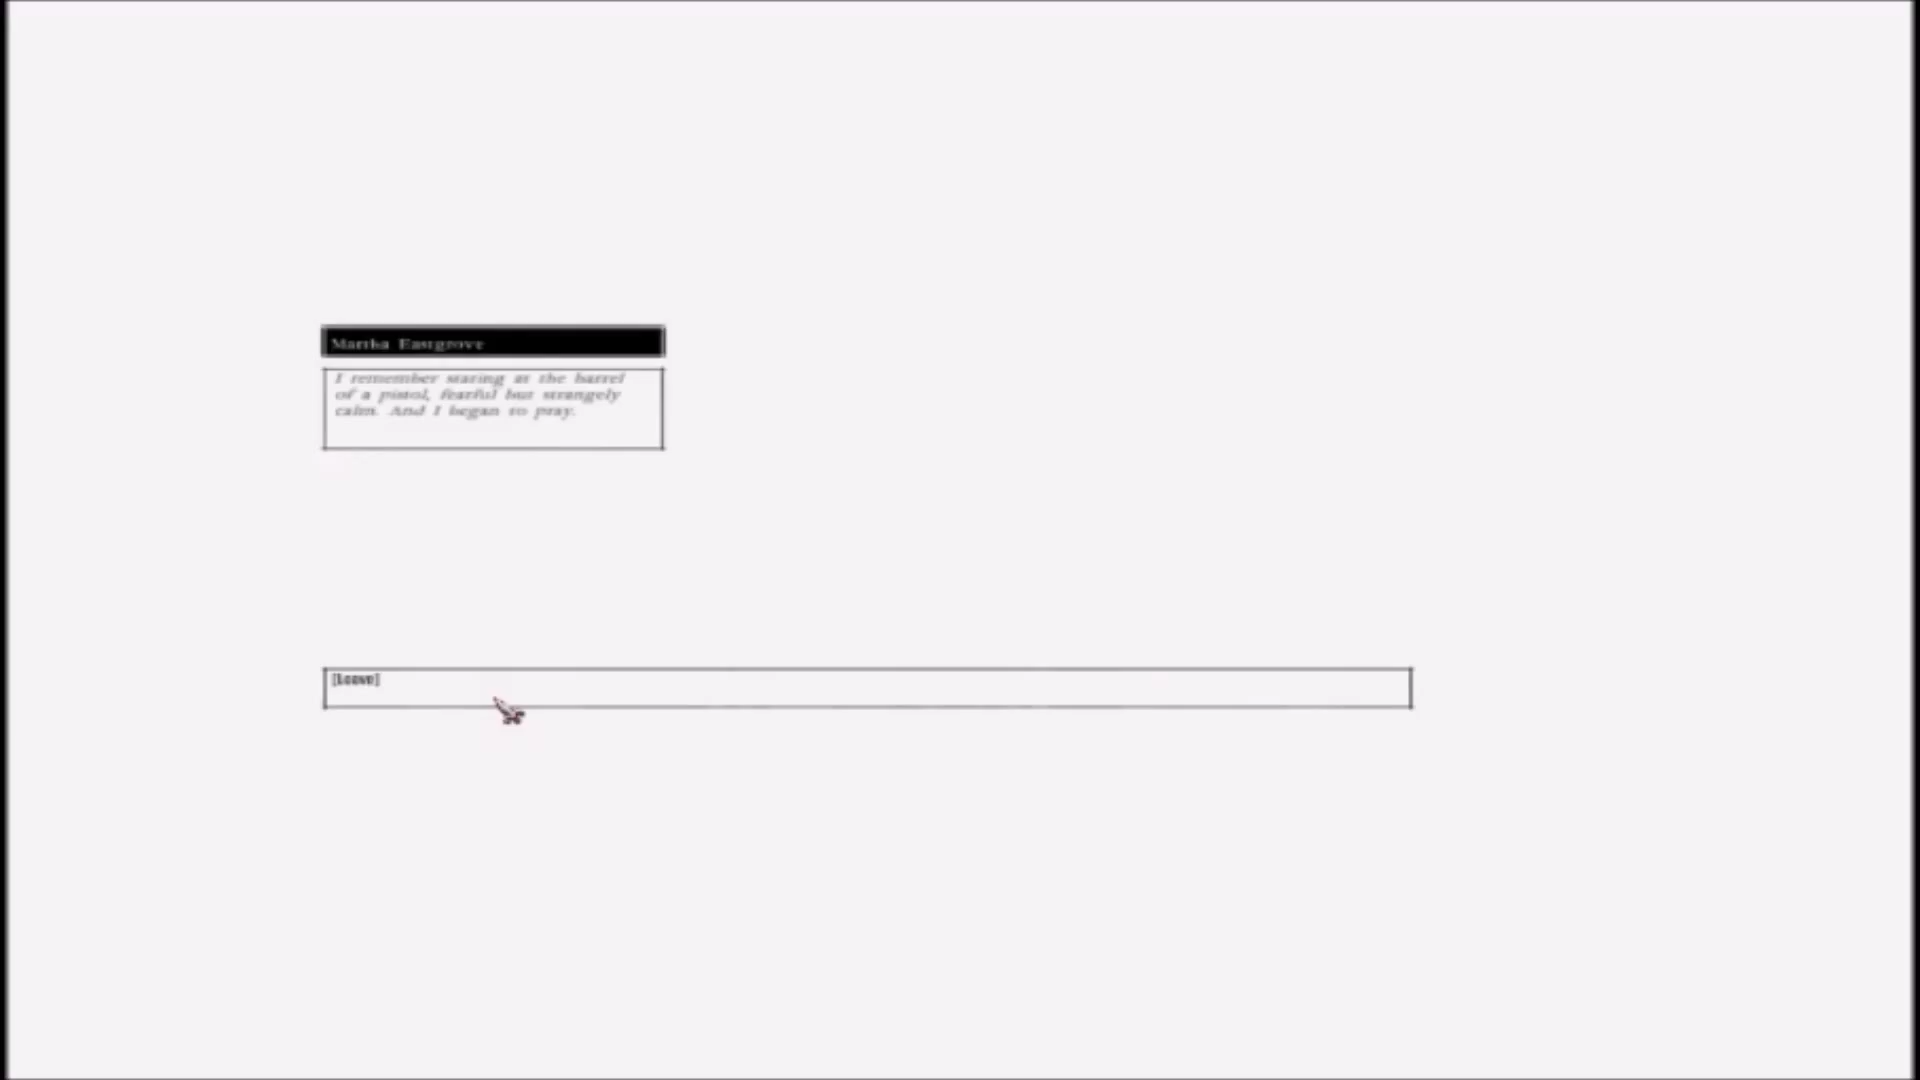 Martha Eastgrove
I remember staring at the barrel
of a pistol, fearful but strangely
calm. And I began to pray.
[Leave]